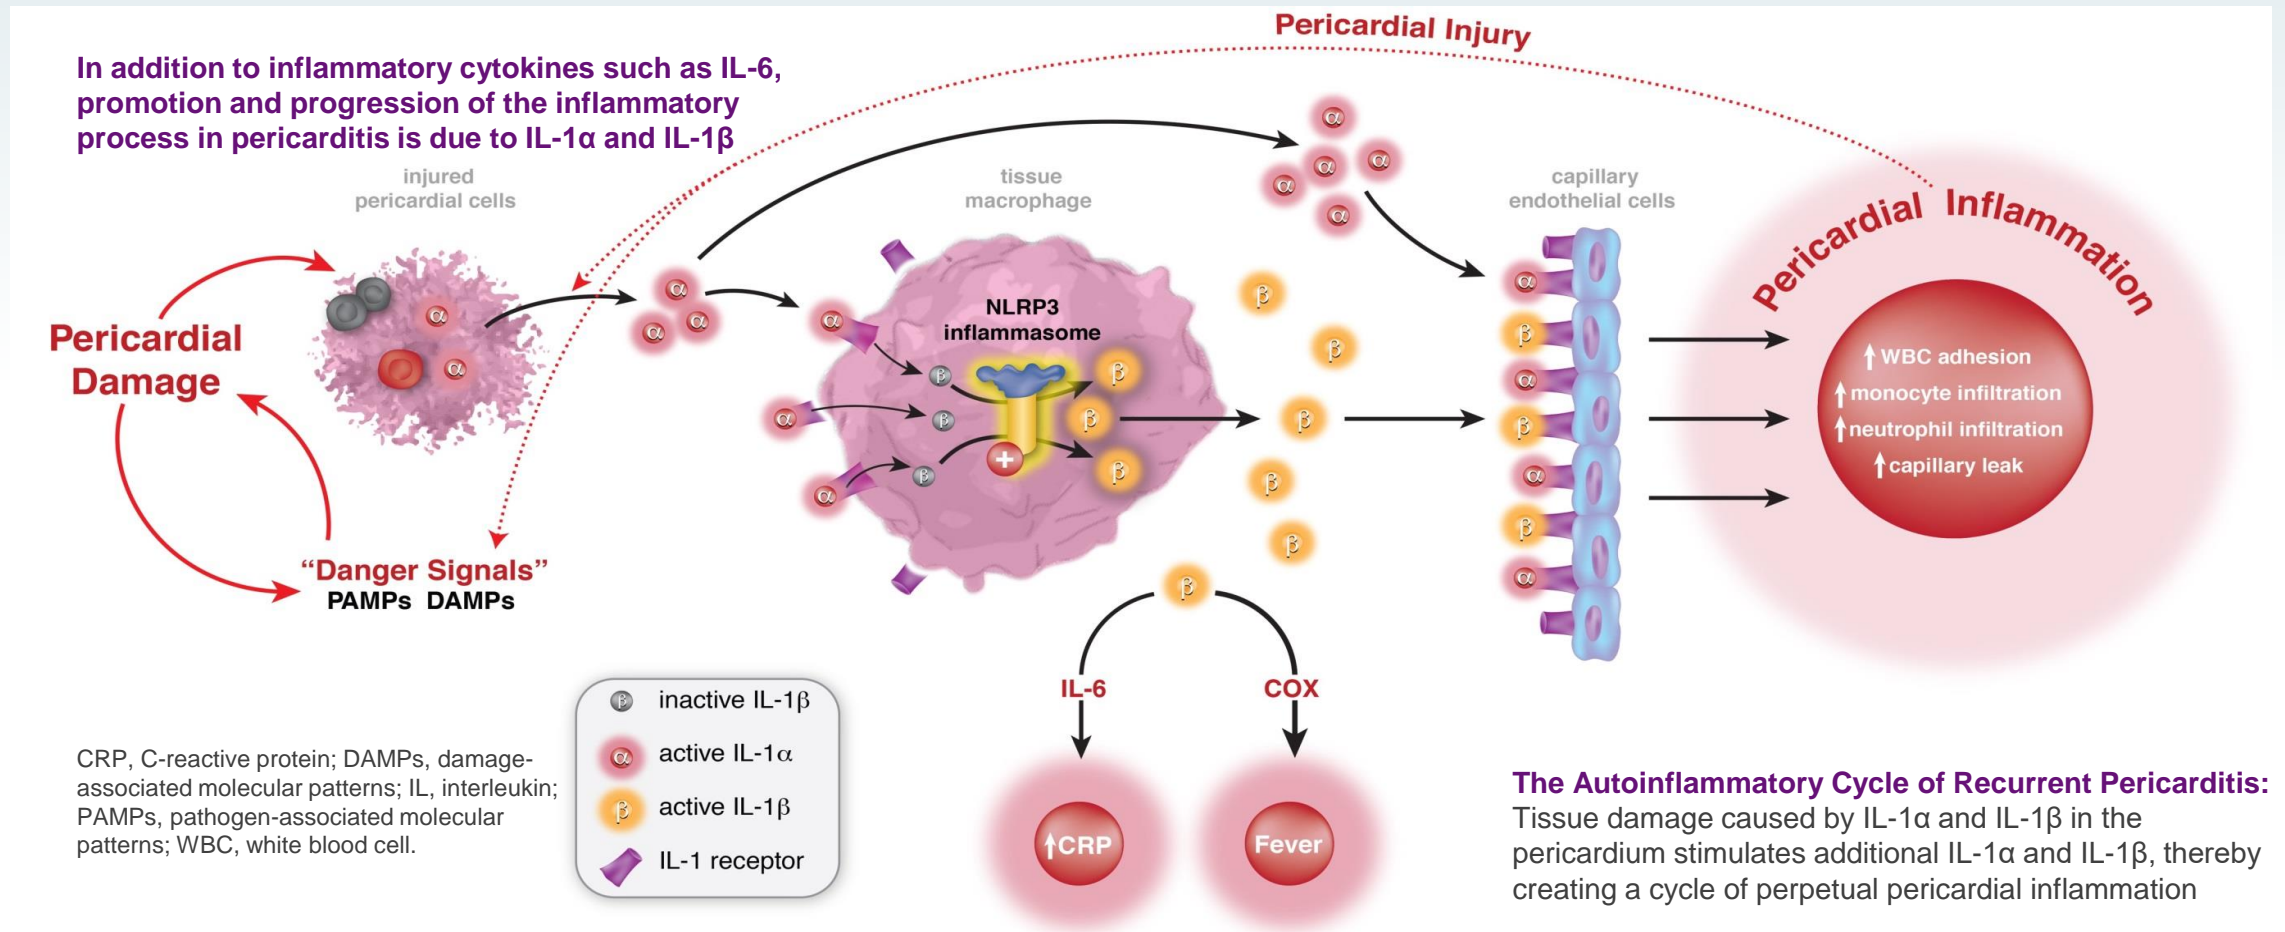 Pericardial Injury
In addition to inflammatory cytokines such as IL-6,
promotion and progression of the inflammatory
process in pericarditis is due to IL-1α and IL-1β
injured
pericardial cells
tissue
macrophage
capillary
endothelial cells
Pericardial Inflammation
α
α
α
α
α
α
α
α
α
α
Pericardial
Damage
α
α
α
NLRP3
inflammasome
β
β
β
+
β
β
β
β
β
β
β
β
β
α
β
α
β
α
β
α
WBC adhesion
monocyte infiltration
neutrophil infiltration
capillary leak
"Danger Signals"
PAMPs DAMPs
IL-6
COX
CRP
Fever
β inactive IL-1β
α active IL-1α
β active IL-1β
IL-1 receptor
CRP, C-reactive protein; DAMPs, damage-
associated molecular patterns; IL, interleukin;
PAMPs, pathogen-associated molecular
patterns; WBC, white blood cell.
The Autoinflammatory Cycle of Recurrent Pericarditis:
Tissue damage caused by IL-1α and IL-1β in the
pericardium stimulates additional IL-1α and IL-1β, thereby
creating a cycle of perpetual pericardial inflammation